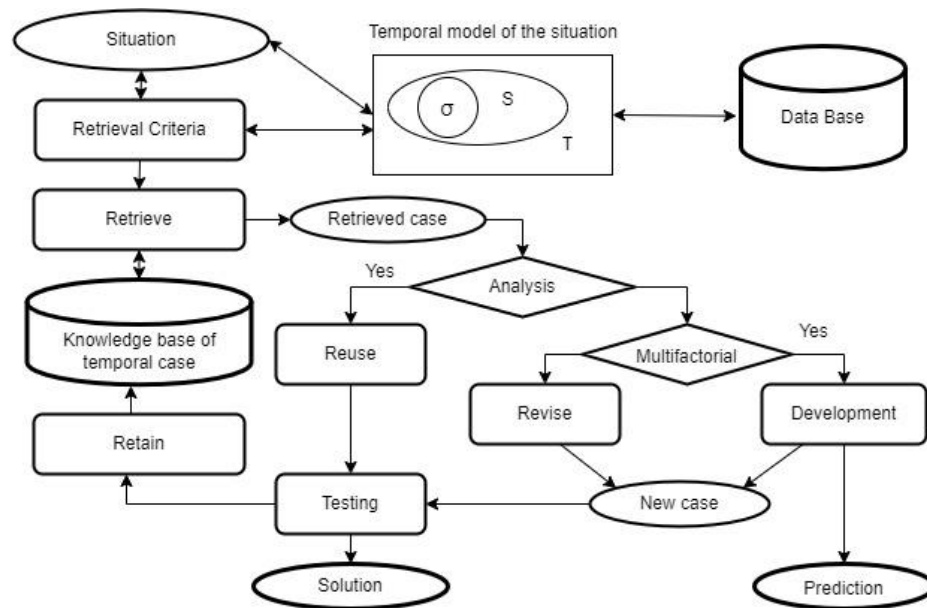 Situation
Temporal model of the situation
σ
S
T
Data Base
Retrieval Criteria
Retrieve
Retrieved case
Yes
Analysis
Knowledge base of
temporal case
Reuse
Multifactorial
Yes
Revise
Development
Retain
Testing
New case
Solution
Prediction